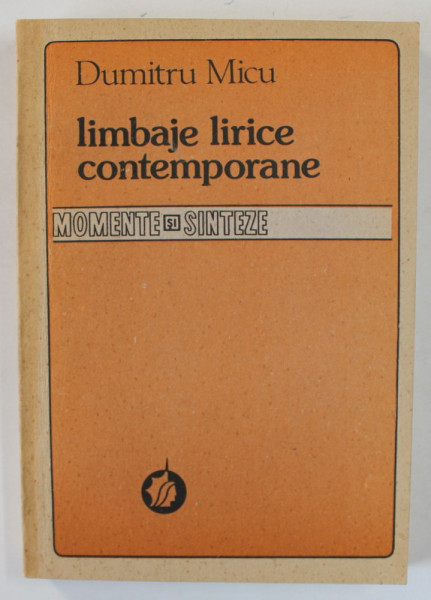 Dumitru Micu
limbaje lirice
contemporane
MOMENTE ȘI SINTEZE